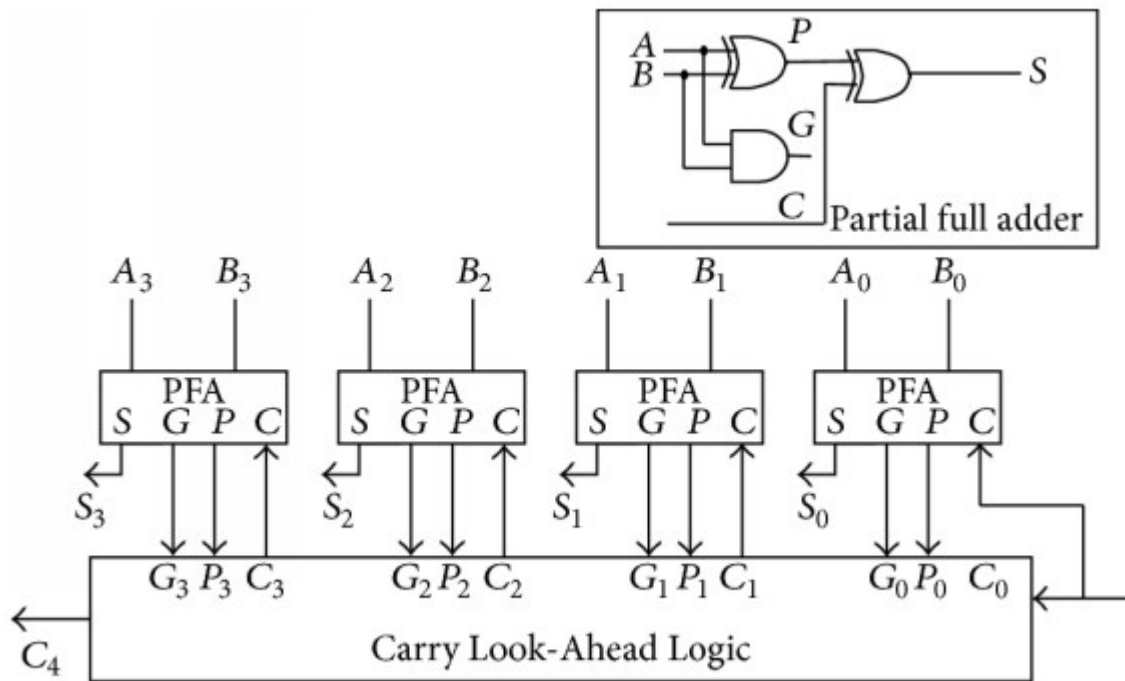 P
A
B
S
G
C
Partial full adder
A₃ B₃ A₂ B₂ A₁ B₁ A₀ B₀
PFA PFA PFA PFA
S G P C S G P C S G P C S G P C
S₃ S₂ S₁ S₀
G₃ P₃ C₃ G₂ P₂ C₂ G₁ P₁ C₁ G₀ P₀ C₀
C₄
Carry Look-Ahead Logic